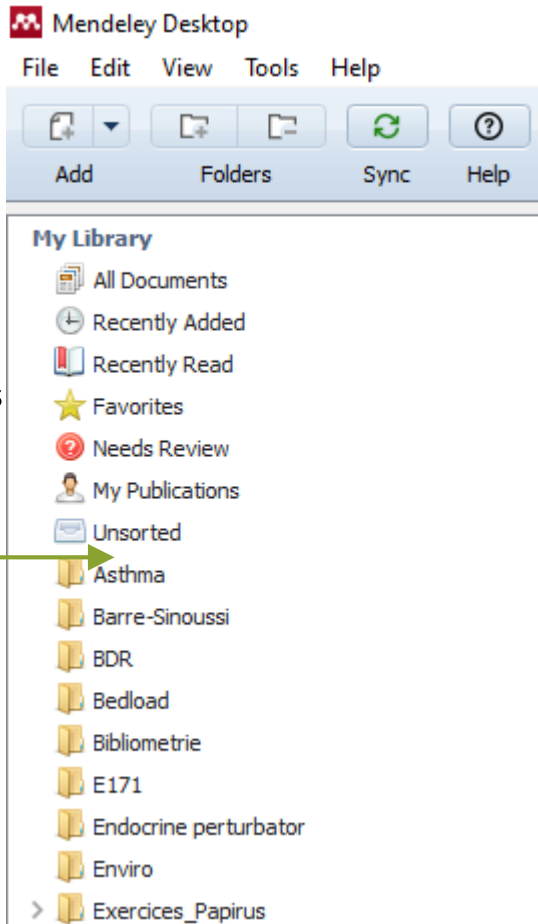 Mendeley Desktop
File Edit View Tools Help
Add Folders Sync Help
My Library
All Documents
Recently Added
Recently Read
s
Favorites
Needs Review
My Publications
Unsorted
Asthma
Barre-Sinoussi
BDR
Bedload
Bibliometrie
E171
Endocrine perturbator
Enviro
Exercices_Papirus